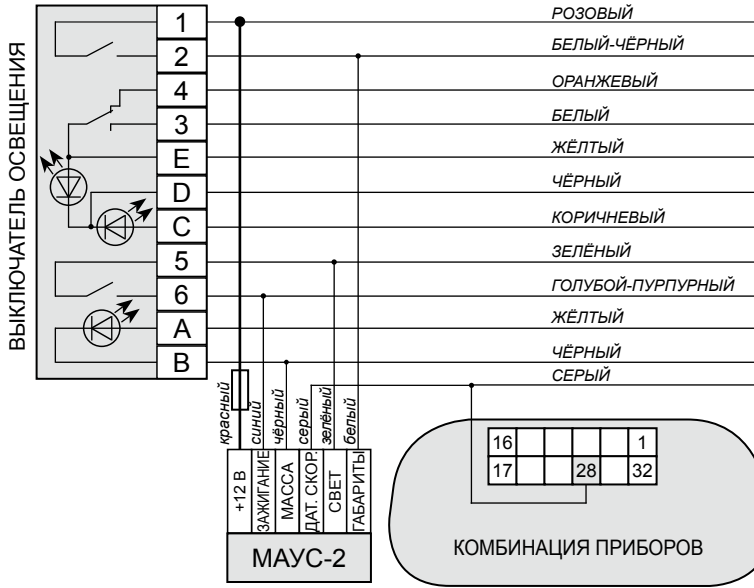 ВЫКЛЮЧАТЕЛЬ ОСВЕЩЕНИЯ
1
РОЗОВЫЙ
2
БЕЛЫЙ-ЧЁРНЫЙ
4
ОРАНЖЕВЫЙ
3
БЕЛЫЙ
E
ЖЁЛТЫЙ
D
ЧЁРНЫЙ
C
КОРИЧНЕВЫЙ
5
ЗЕЛЁНЫЙ
6
ГОЛУБОЙ-ПУРПУРНЫЙ
A
ЖЁЛТЫЙ
B
ЧЁРНЫЙ
СЕРЫЙ
красный
синий
чёрный
серый
зелёный
белый
+12 В
ЗАЖИГАНИЕ
МАССА
ДАТ. СКОР.
СВЕТ
ГАБАРИТЫ
МАУС-2
16 1
17 28 32
КОМБИНАЦИЯ ПРИБОРОВ